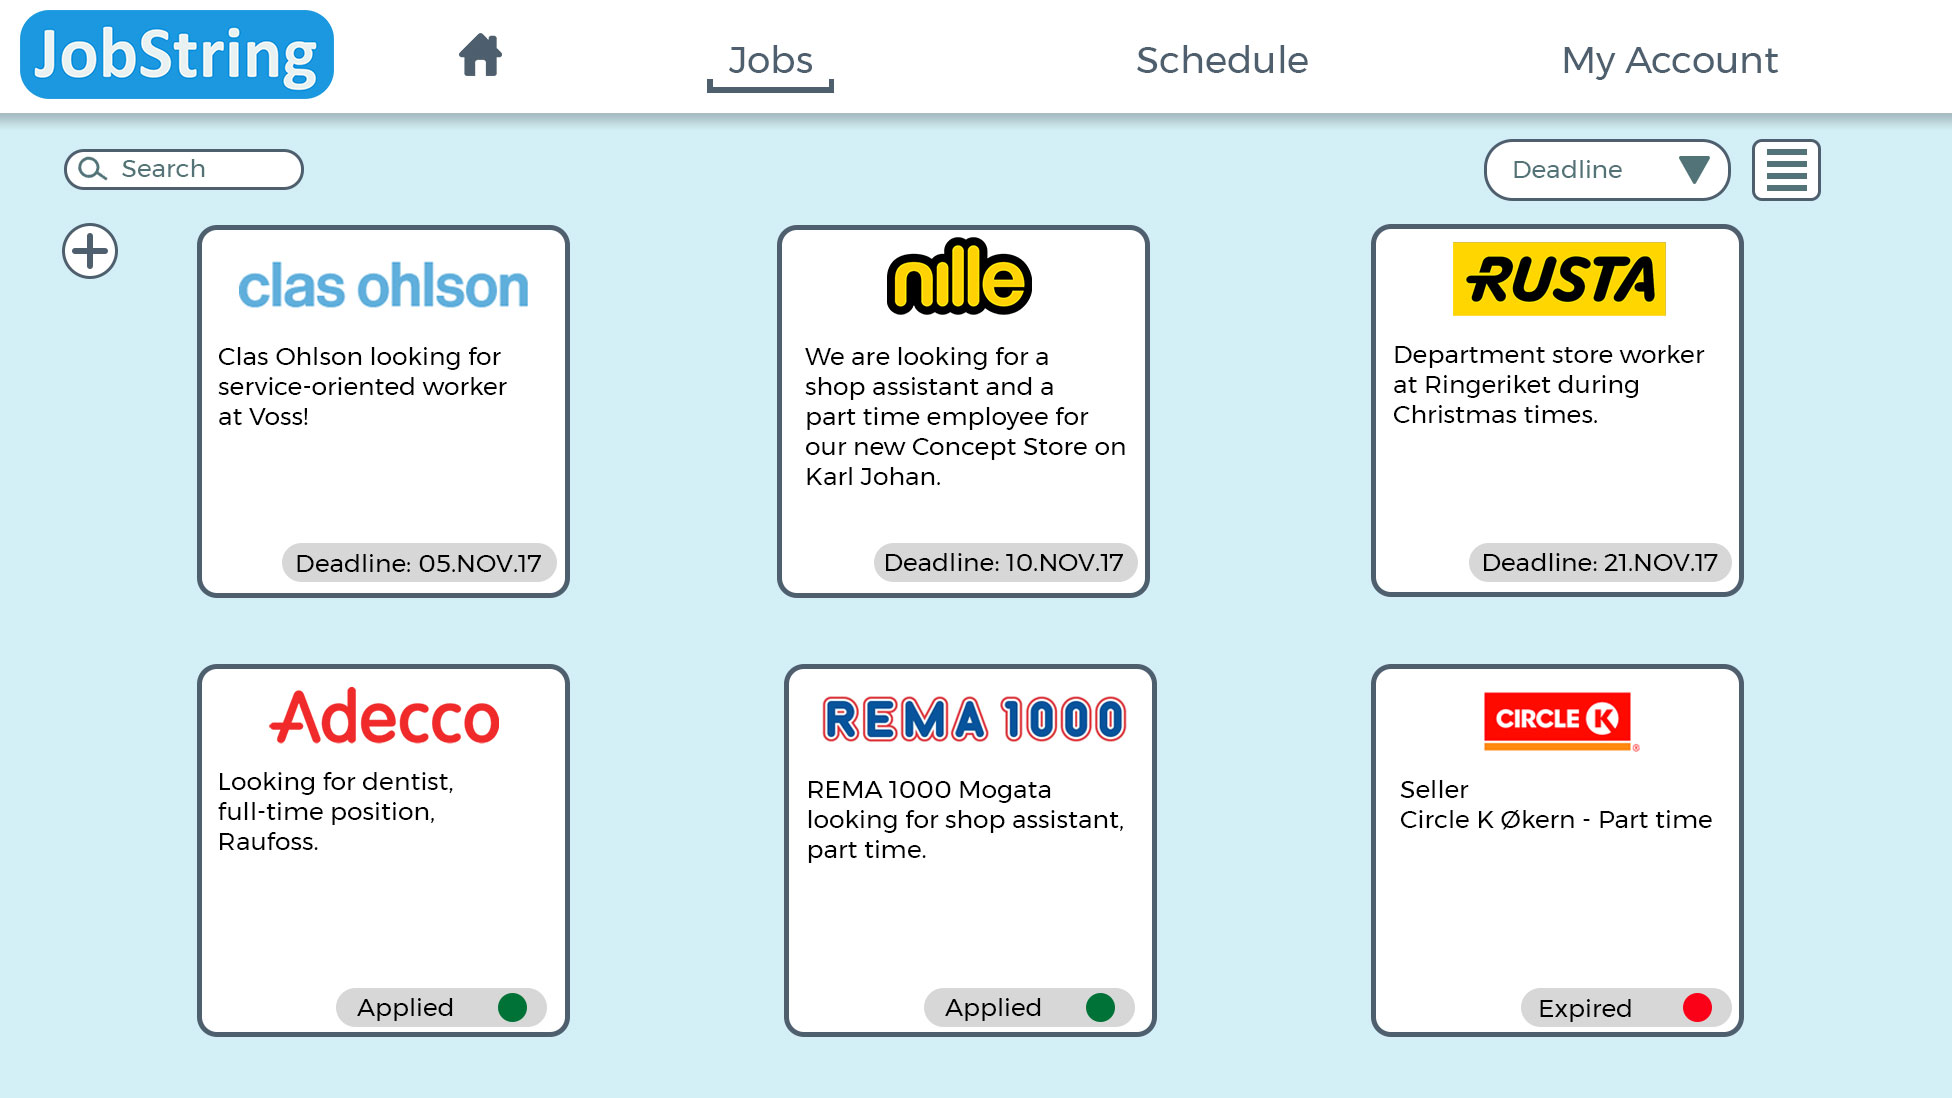 JobString
Jobs
Schedule
My Account
Search
Deadline
clas ohlson
Clas Ohlson looking for
service-oriented worker
at Voss!
Deadline: 05.NOV.17
nille
We are looking for a
shop assistant and a
part time employee for
our new Concept Store on
Karl Johan.
Deadline: 10.NOV.17
RUSTA
Department store worker
at Ringeriket during
Christmas times.
Deadline: 21.NOV.17
Adecco
Looking for dentist,
full-time position,
Raufoss.
Applied
REMA 1000
REMA 1000 Mogata
looking for shop assistant,
part time.
Applied
CIRCLE K®
Seller
Circle K Økern - Part time
Expired